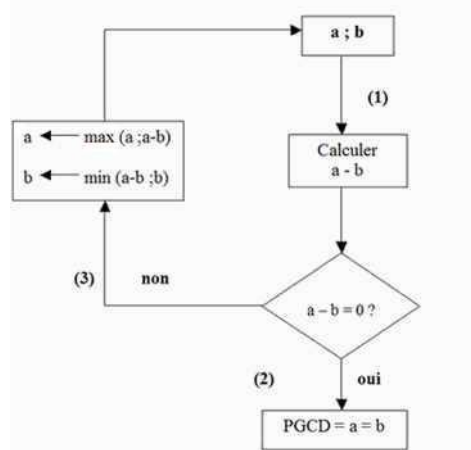 a ; b
(1)
Calculer
a - b
a – b = 0 ?
(2) oui
PGCD = a = b
(3) non
a ← max (a ;a-b)
b ← min (a-b ;b)